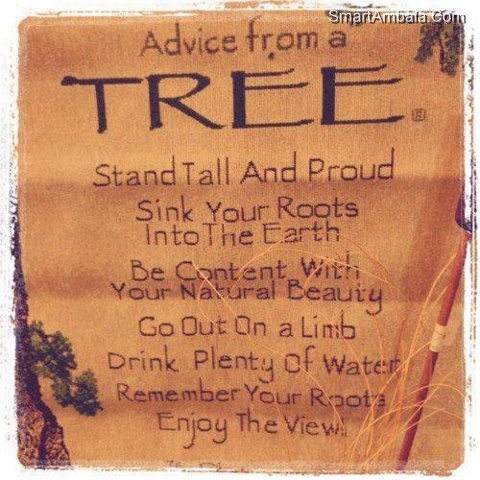 SmartAmbala.Com
Advice from a
TREE®
Stand Tall And Proud
Sink Your Roots
Into The Earth
Be Content With
Your Natural Beauty
Go Out On a Limb
Drink Plenty Of Water
Remember Your Roots
Enjoy The View!